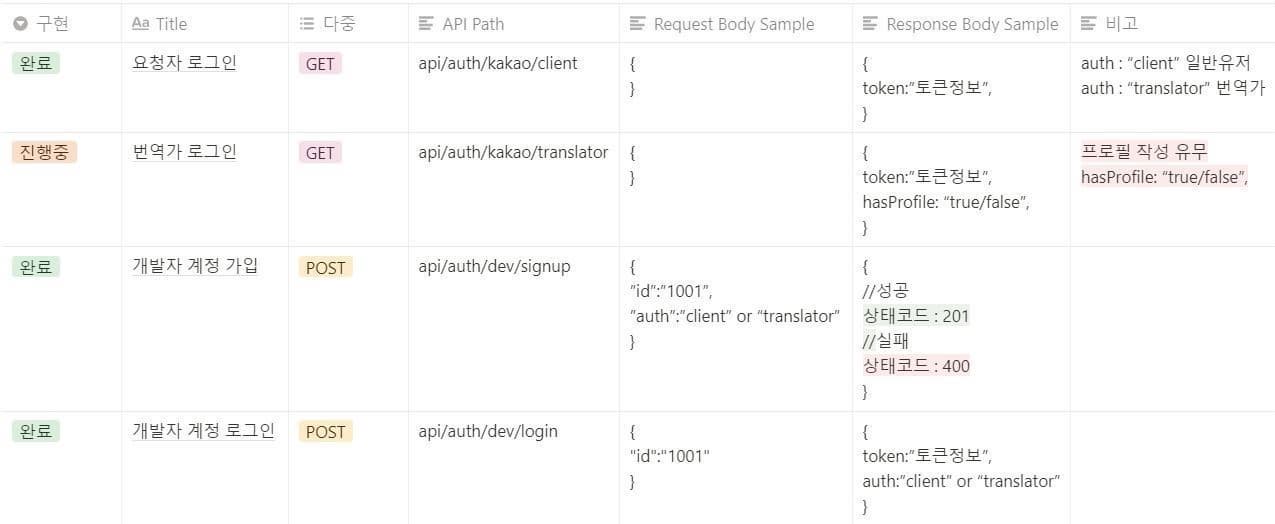 구현 Title 다중 API Path Request Body Sample Response Body Sample 비고
완료 요청자 로그인 GET api/auth/kakao/client { { auth : “client” 일반유저
} token:”토큰정보”, auth : “translator” 번역가
}
진행중 번역가 로그인 GET api/auth/kakao/translator { { 프로필 작성 유무
} token:”토큰정보”, hasProfile: “true/false”,
hasProfile: “true/false”,
}
완료 개발자 계정 가입 POST api/auth/dev/signup { {
”id”:”1001”, //성공
”auth”:”client” or “translator” 상태코드 : 201
} //실패
상태코드 : 400
}
완료 개발자 계정 로그인 POST api/auth/dev/login { {
"id":"1001" token:”토큰정보”,
} auth:”client” or “translator”
}